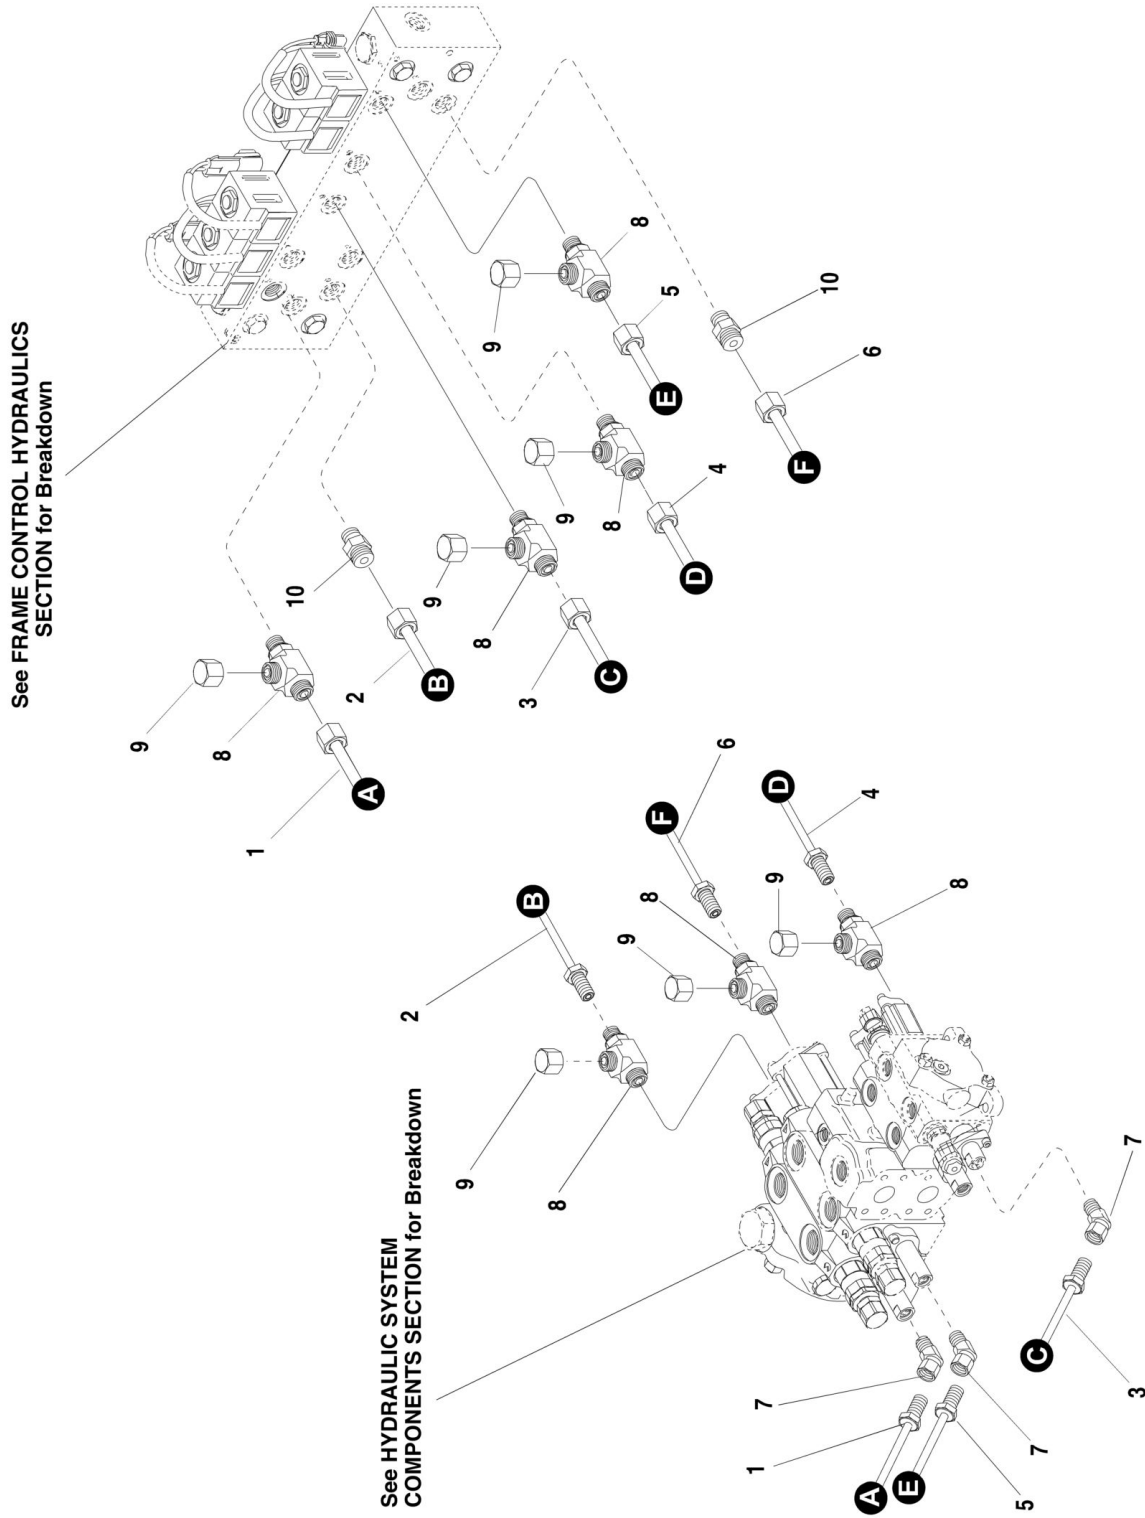 See FRAME CONTROL HYDRAULICS
SECTION for Breakdown
9
8
1
A
10
2
B
9
8
3
C
9
8
4
D
9
8
5
E
10
6
F
See HYDRAULIC SYSTEM
COMPONENTS SECTION for Breakdown
2
B
9
8
F
6
8
9
D
4
9
8
7
1
A
E
5
7
C
3
7